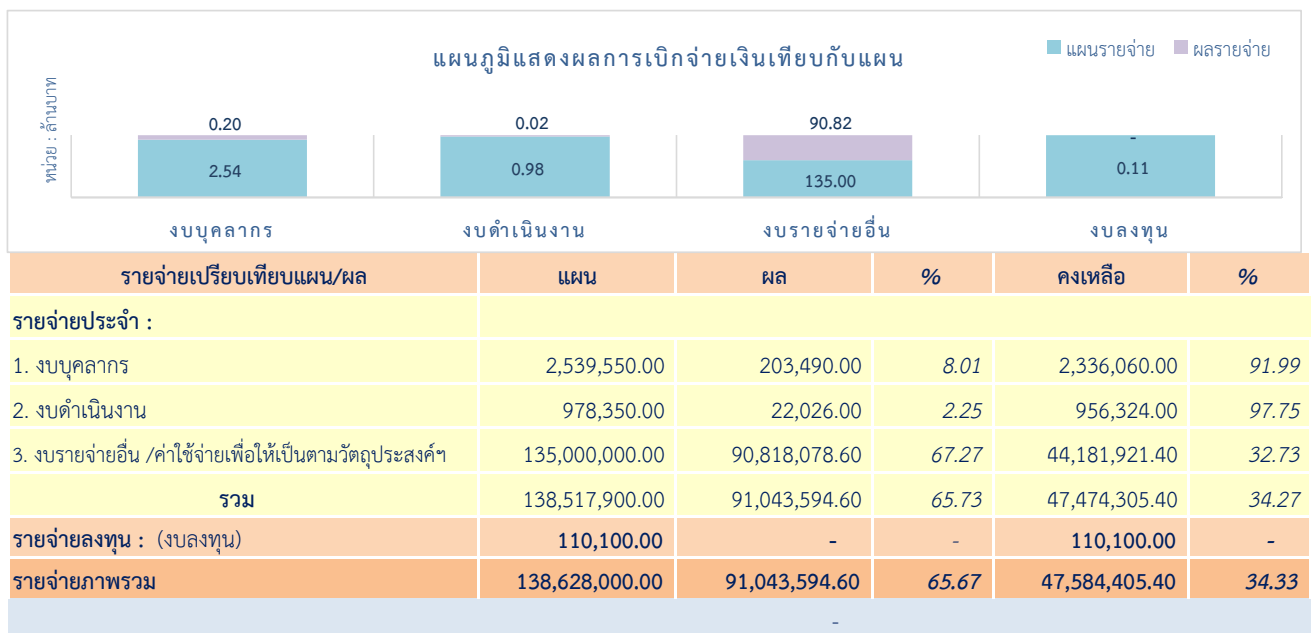 แผนภูมิแสดงผลการเบิกจ่ายเงินเทียบกับแผน
แผนรายจ่าย ผลรายจ่าย
หน่วย : ล้านบาท
0.20 0.02 90.82 -
2.54 0.98 135.00 0.11
งบบุคลากร งบดำเนินงาน งบรายจ่ายอื่น งบลงทุน
รายจ่ายเปรียบเทียบแผน/ผล แผน ผล % คงเหลือ %
รายจ่ายประจำ :
1. งบบุคลากร 2,539,550.00 203,490.00 8.01 2,336,060.00 91.99
2. งบดำเนินงาน 978,350.00 22,026.00 2.25 956,324.00 97.75
3. งบรายจ่ายอื่น /ค่าใช้จ่ายเพื่อให้เป็นตามวัตถุประสงค์ฯ 135,000,000.00 90,818,078.60 67.27 44,181,921.40 32.73
รวม 138,517,900.00 91,043,594.60 65.73 47,474,305.40 34.27
รายจ่ายลงทุน : (งบลงทุน) 110,100.00 - - 110,100.00 -
รายจ่ายภาพรวม 138,628,000.00 91,043,594.60 65.67 47,584,405.40 34.33
-